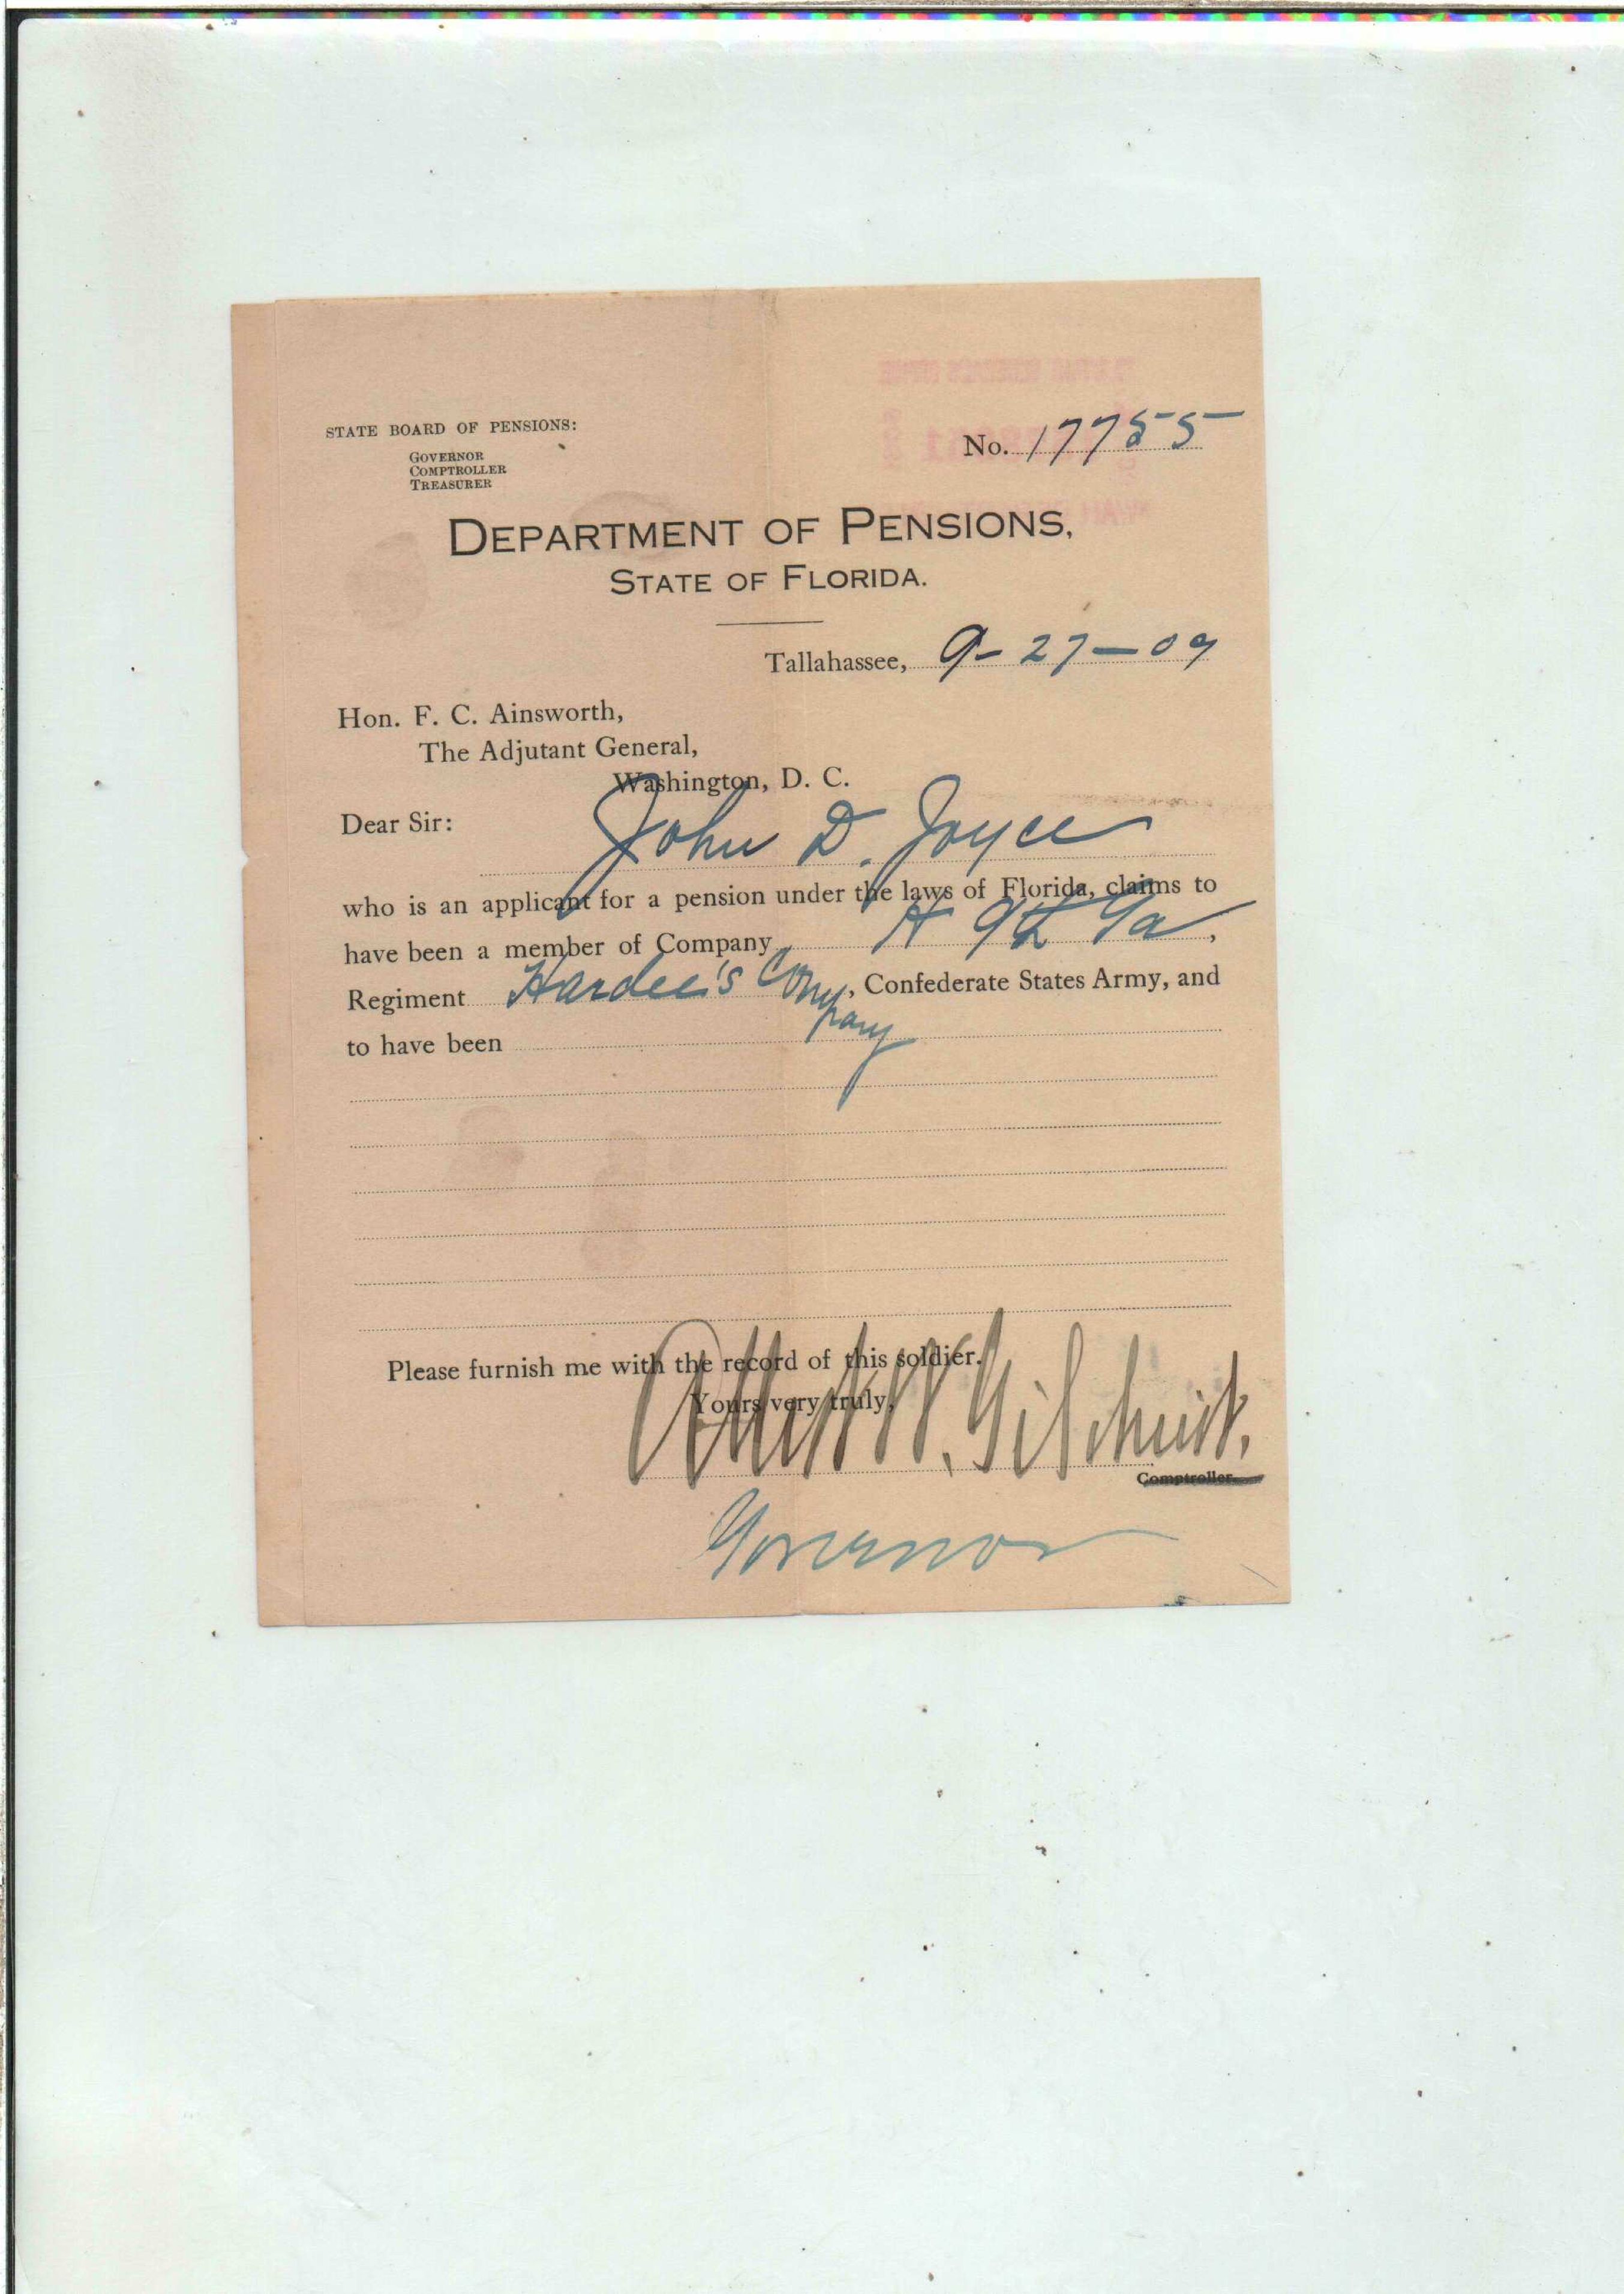 STATE BOARD OF PENSIONS:
GOVERNOR
COMPTROLLER
TREASURER
No. 17755
DEPARTMENT OF PENSIONS,
STATE OF FLORIDA.
Tallahassee, 9-27-09
Hon. F. C. Ainsworth,
The Adjutant General,
Washington, D. C.
Dear Sir:
John D. Joyce
who is an applicant for a pension under the laws of Florida, claims to
have been a member of Company H 9th Ga,
Regiment Hardee's Company, Confederate States Army, and
to have been
Please furnish me with the record of this soldier.
Yours very truly,
Albert W. Gilchrist.
Comptroller
Governor